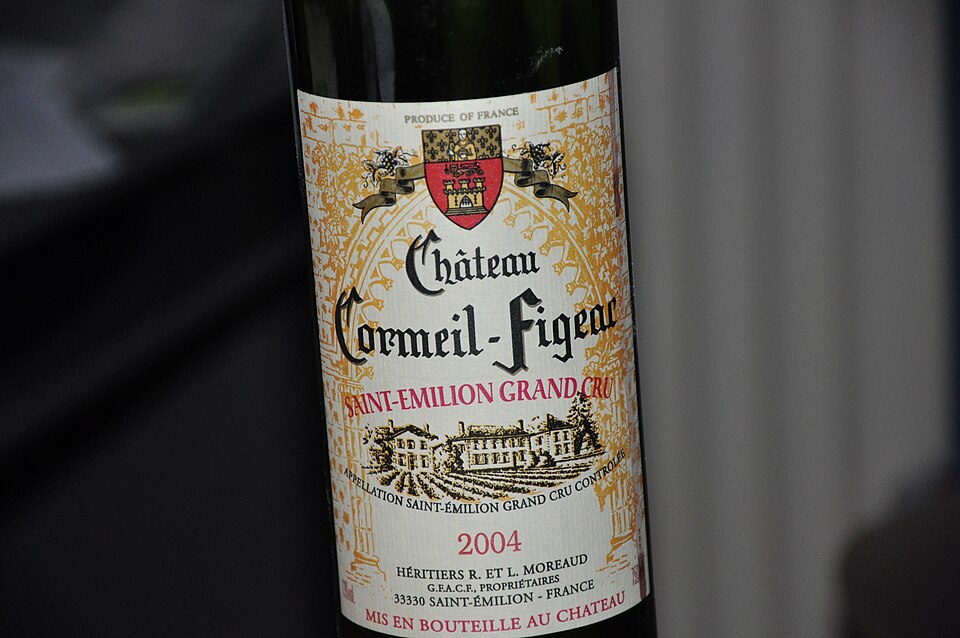 PRODUCE OF FRANCE
Château
Cormeil-Figeac
SAINT-EMILION GRAND CRU
APPELLATION SAINT-ÉMILION GRAND CRU CONTROLÉE
2004
HÉRITIERS R. ET L. MOREAUD
G.F.A.C.F., PROPRIÉTAIRES
33330 SAINT-ÉMILION - FRANCE
MIS EN BOUTEILLE AU CHATEAU